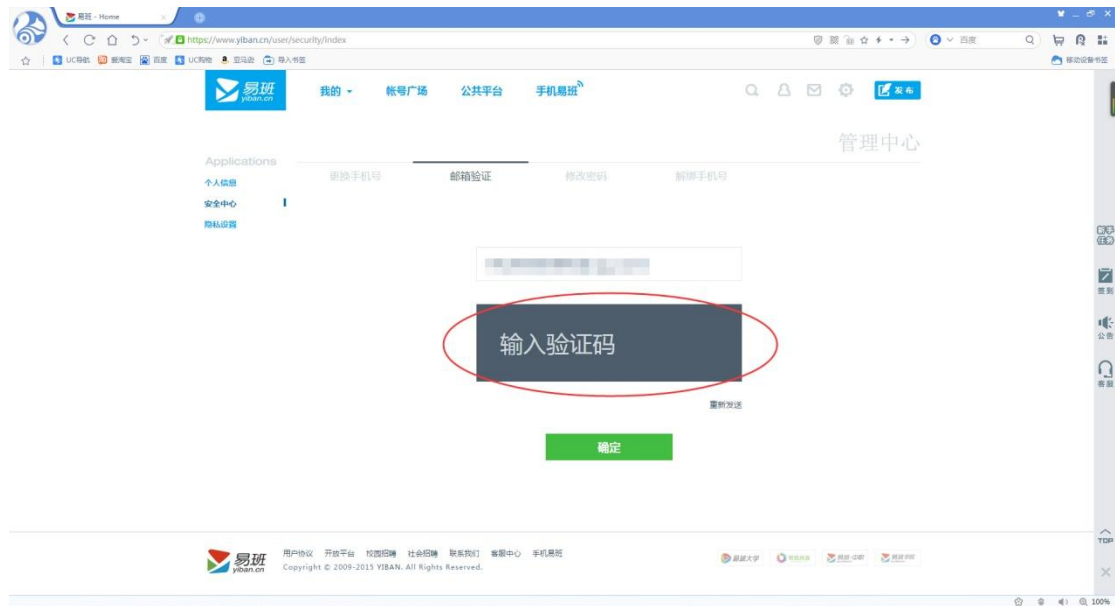 易班 - Home
https://www.yiban.cn/user/security/index
百度
UC导航 爱淘宝 百度 UC购物 亚马逊 导入书签
移动设备书签
易班
yiban.cn
我的 帐号广场 公共平台 手机易班
发布
管理中心
Applications
个人信息
安全中心
隐私设置
更换手机号 邮箱验证 修改密码 解绑手机号
输入验证码
重新发送
确定
新手任务
签到
公告
客服
TOP
易班
yiban.cn
用户协议 开放平台 校园招聘 社会招聘 联系我们 客服中心 手机易班
Copyright © 2009-2015 YIBAN. All Rights Reserved.
易班大学
100%